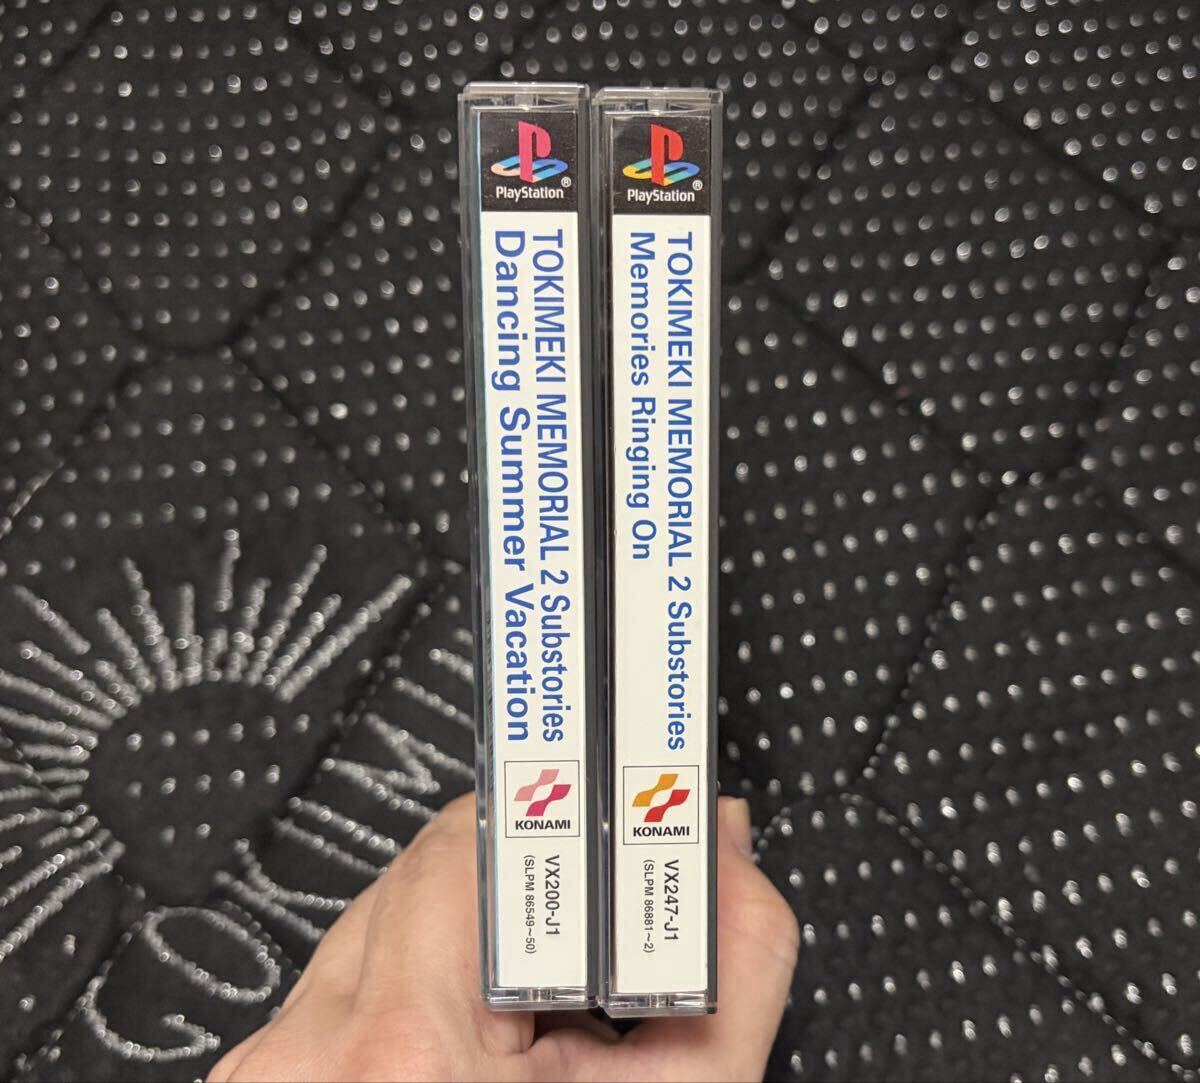 PlayStation®
TOKIMEKI MEMORIAL 2 Substories
Dancing Summer Vacation
KONAMI
VX200-J1
(SLPM 86549~50)
PlayStation®
TOKIMEKI MEMORIAL 2 Substories
Memories Ringing On
KONAMI
VX247-J1
(SLPM 86881~2)